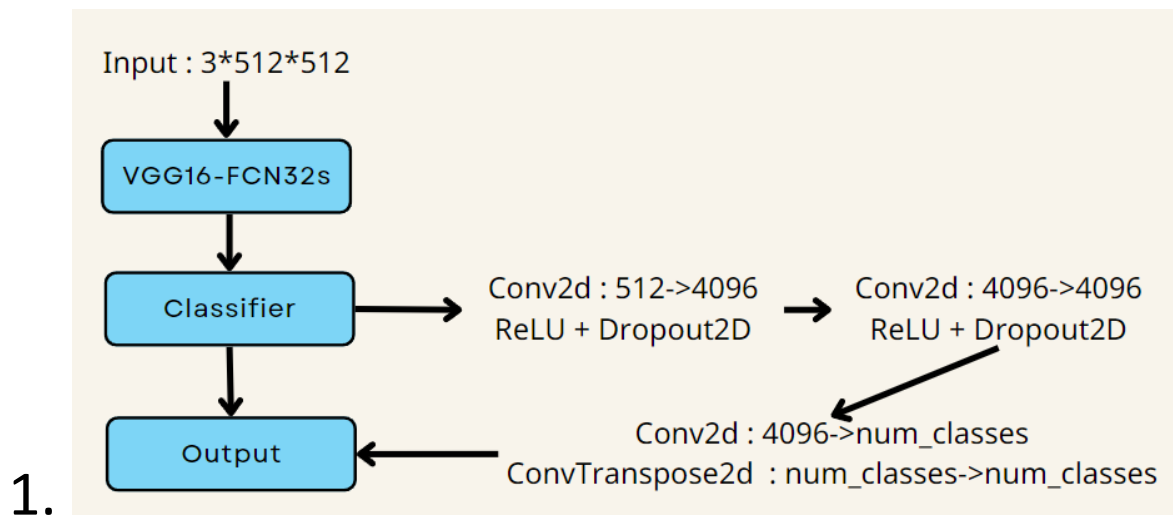 Input : 3*512*512
VGG16-FCN32s
Classifier
Conv2d : 512->4096
ReLU + Dropout2D
Conv2d : 4096->4096
ReLU + Dropout2D
Conv2d : 4096->num_classes
ConvTranspose2d : num_classes->num_classes
Output
1.